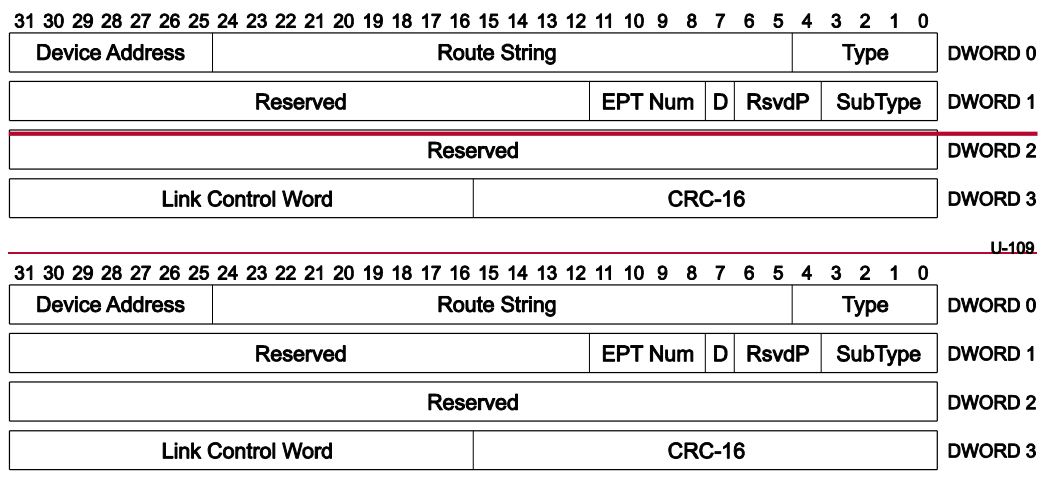 31 30 29 28 27 26 25 24 23 22 21 20 19 18 17 16 15 14 13 12 11 10 9 8 7 6 5 4 3 2 1 0
Device Address Route String Type DWORD 0
Reserved EPT Num D RsvdP SubType DWORD 1
Reserved DWORD 2
Link Control Word CRC-16 DWORD 3
U-109
31 30 29 28 27 26 25 24 23 22 21 20 19 18 17 16 15 14 13 12 11 10 9 8 7 6 5 4 3 2 1 0
Device Address Route String Type DWORD 0
Reserved EPT Num D RsvdP SubType DWORD 1
Reserved DWORD 2
Link Control Word CRC-16 DWORD 3